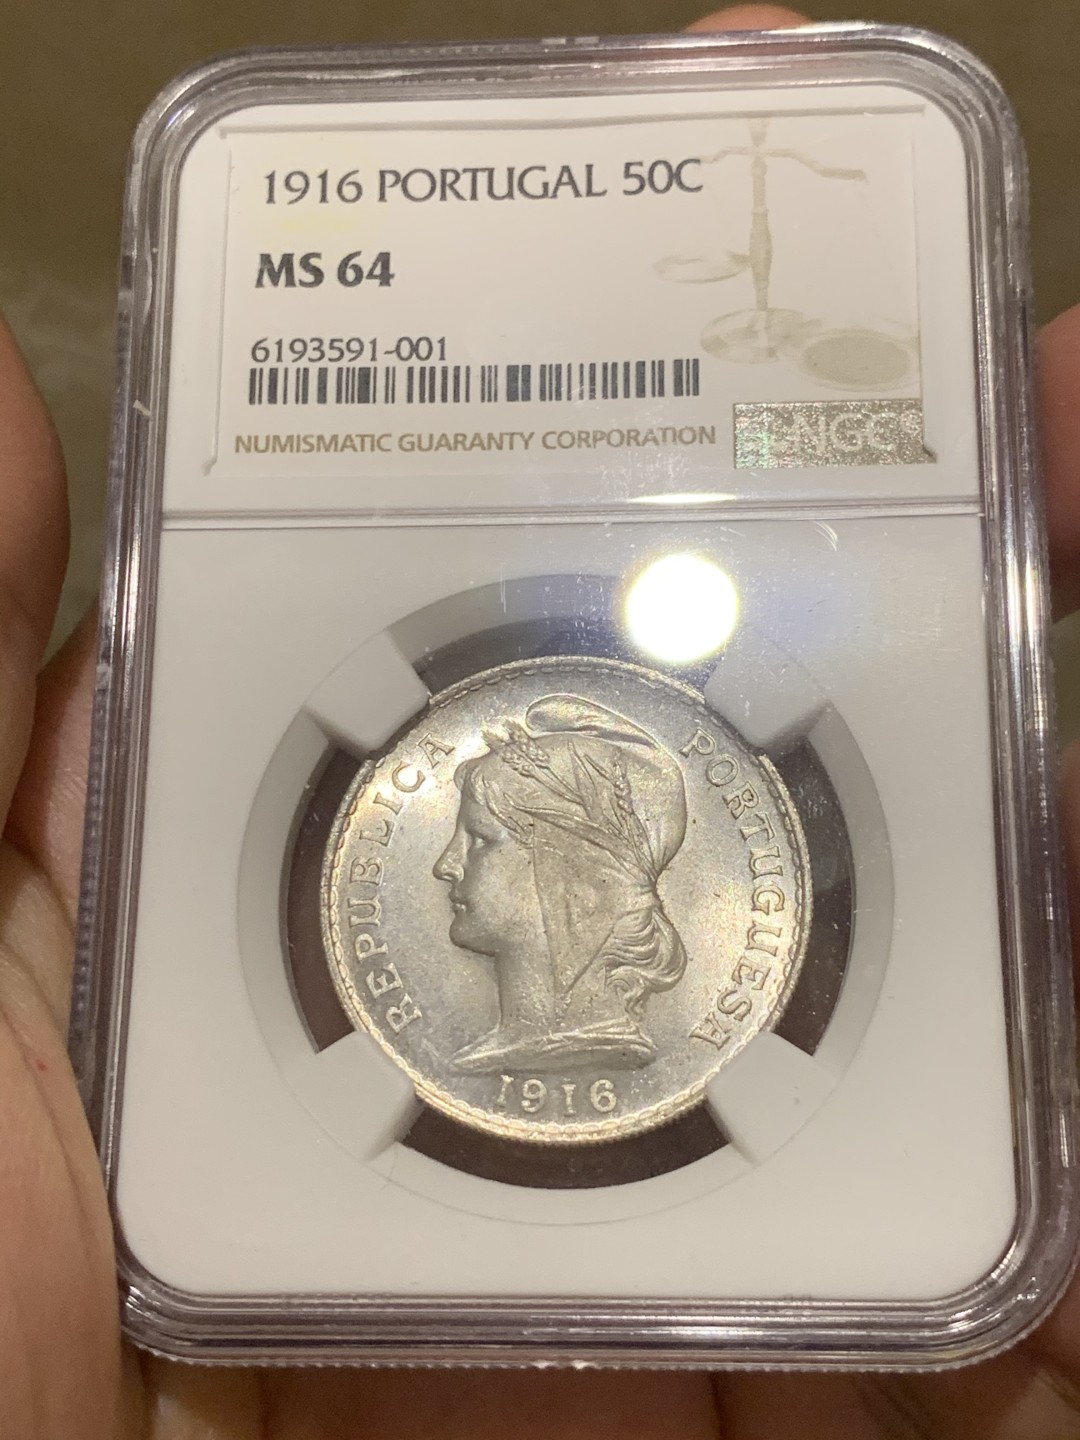 1916 PORTUGAL 50C
MS 64
6193591-001
NUMISMATIC GUARANTY CORPORATION
NGC
REPUBLICA PORTUGUESA
1916